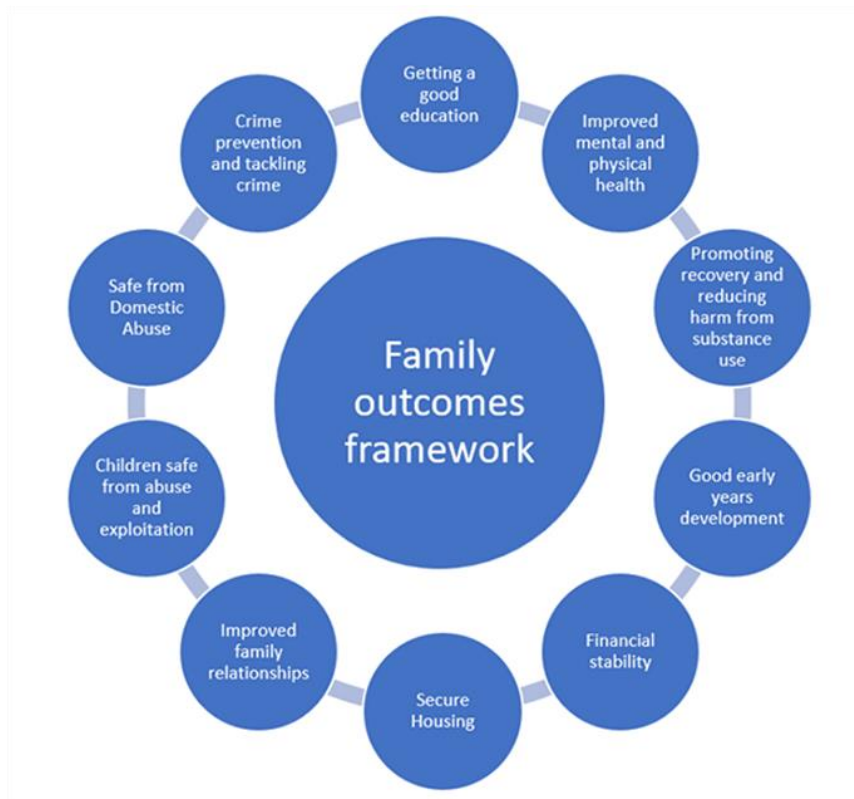 Getting a
good
education
Improved
mental and
physical
health
Promoting
recovery and
reducing
harm from
substance
use
Good early
years
development
Financial
stability
Secure
Housing
Improved
family
relationships
Children safe
from abuse
and
exploitation
Safe from
Domestic
Abuse
Crime
prevention
and tackling
crime
Family
outcomes
framework